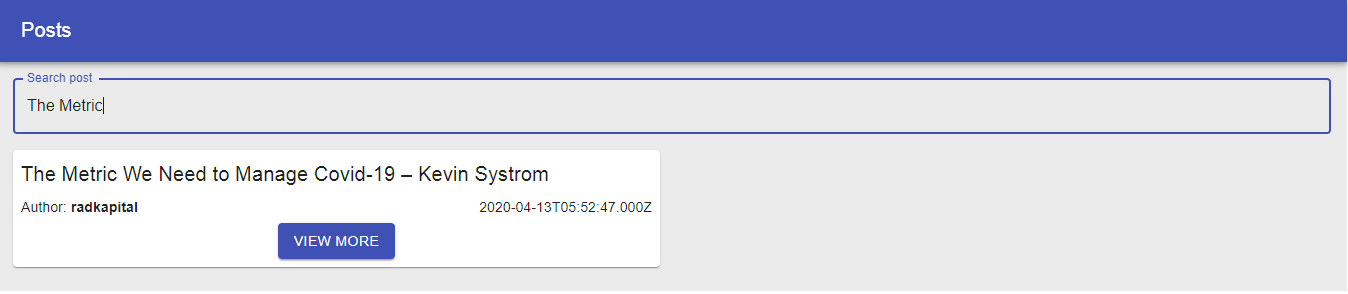 Posts
Search post
The Metric
The Metric We Need to Manage Covid-19 – Kevin Systrom
Author: radkapital 2020-04-13T05:52:47.000Z
VIEW MORE